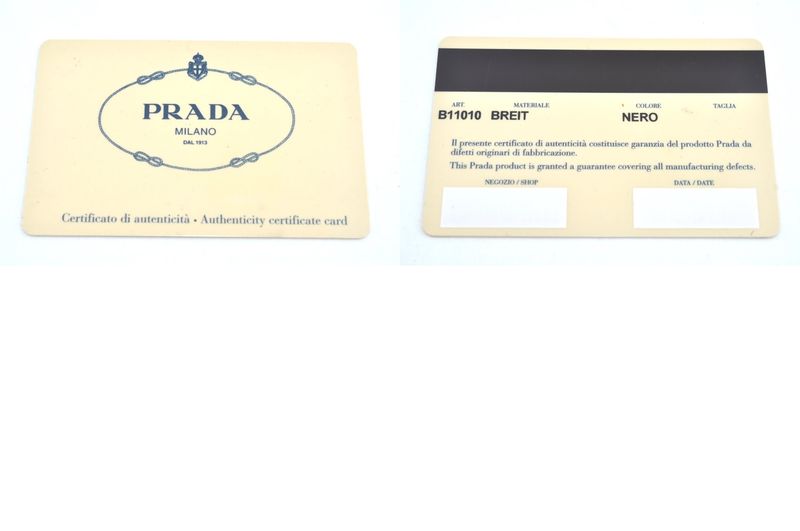 PRADA
MILANO
DAL 1913
Certificato di autenticità • Authenticity certificate card
ART. MATERIALE COLORE TAGLIA
B11010 BREIT NERO
Il presente certificato di autenticità costituisce garanzia del prodotto Prada da
difetti originari di fabbricazione.
This Prada product is granted a guarantee covering all manufacturing defects.
NEGOZIO / SHOP DATA / DATE